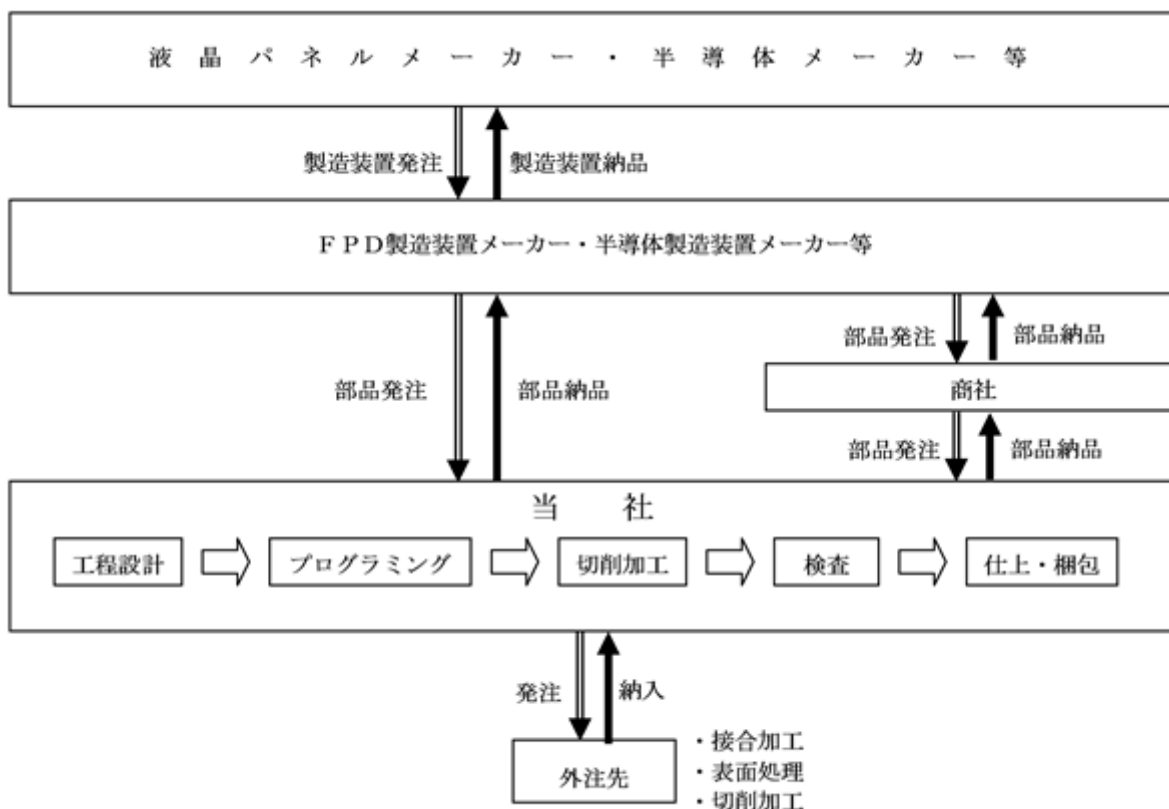 液晶パネルメーカー・半導体メーカー等
製造装置発注
製造装置納品
ＦＰＤ製造装置メーカー・半導体製造装置メーカー等
部品発注
部品納品
部品発注
部品納品
商社
部品発注
部品納品
当社
工程設計
プログラミング
切削加工
検査
仕上・梱包
発注
納入
外注先
・接合加工
・表面処理
・切削加工